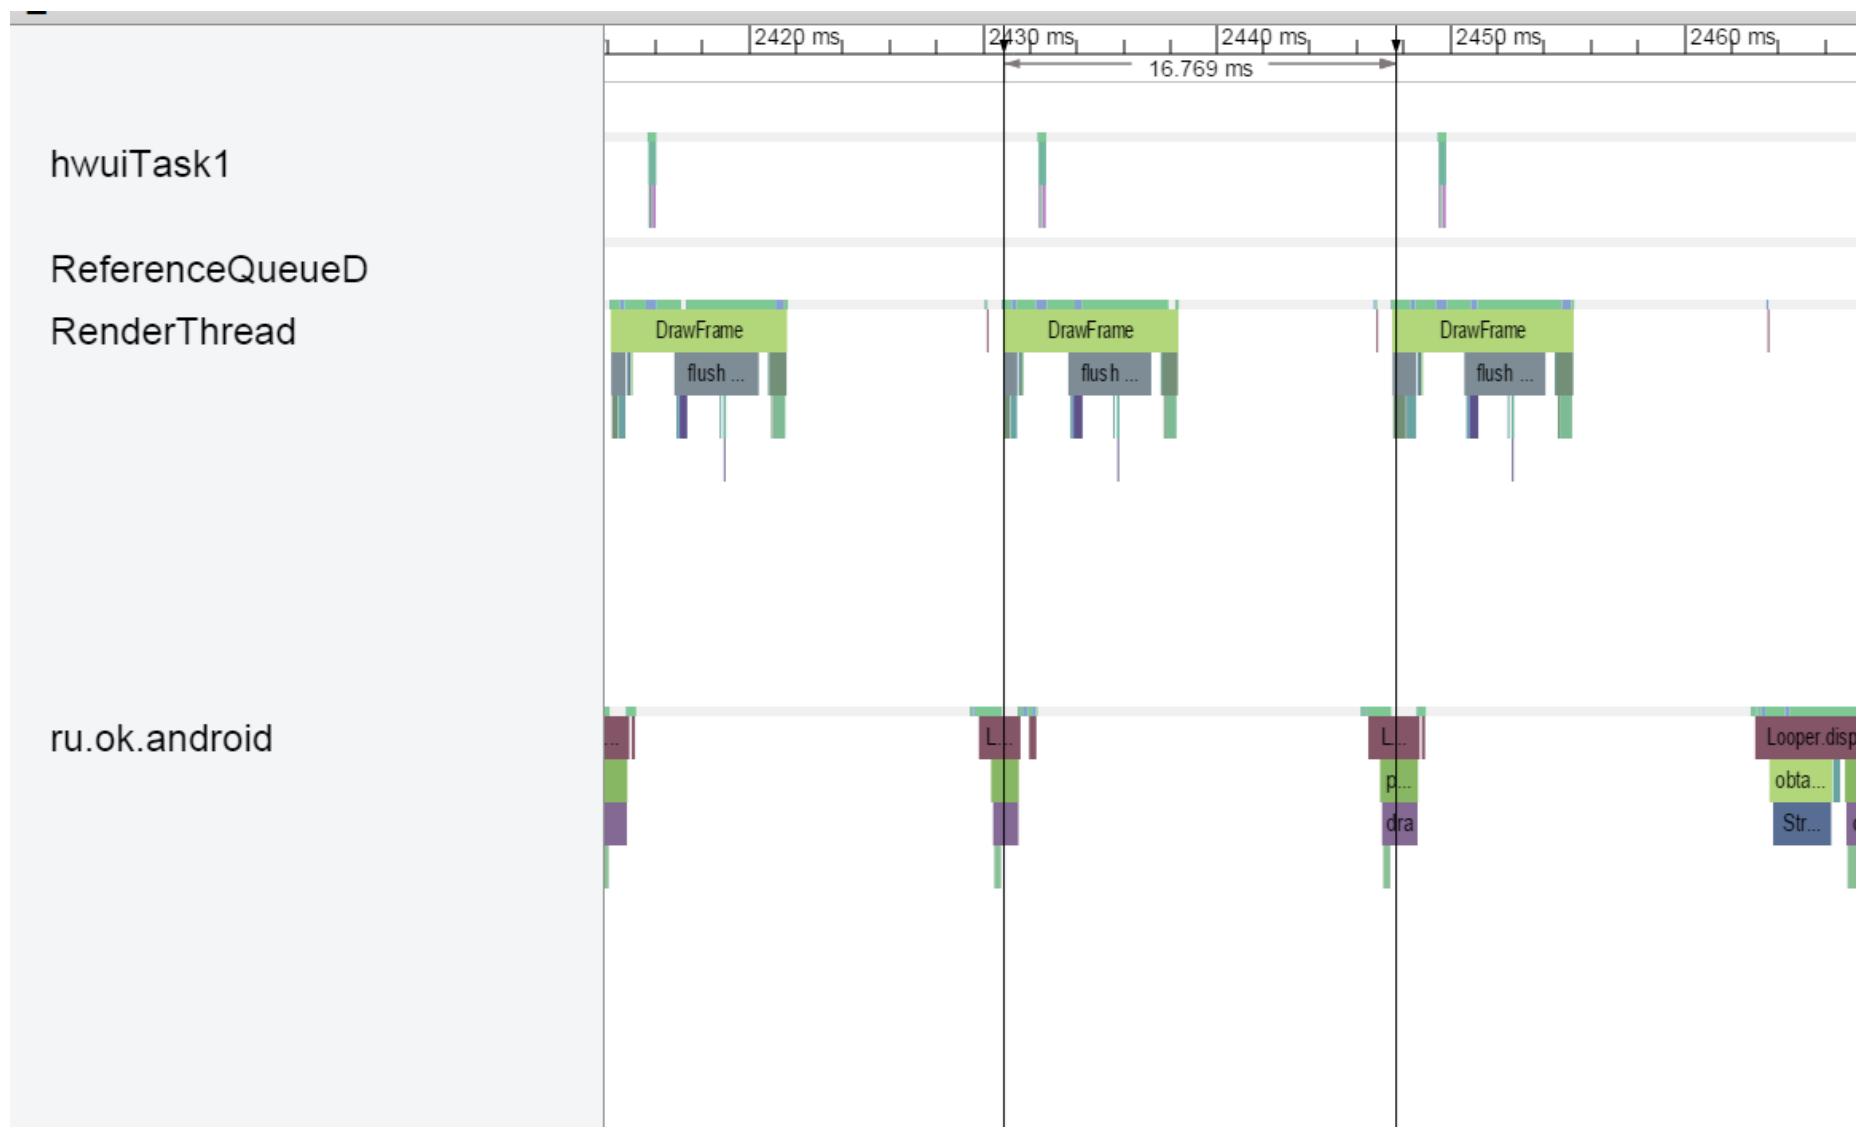 2420 ms 2430 ms 2440 ms 2450 ms 2460 ms
16.769 ms
hwuiTask1
ReferenceQueueD
RenderThread DrawFrame DrawFrame DrawFrame
flush ... flush ... flush ...
ru.ok.android ... L... L... Looper.disp
p... obta...
dra Str...